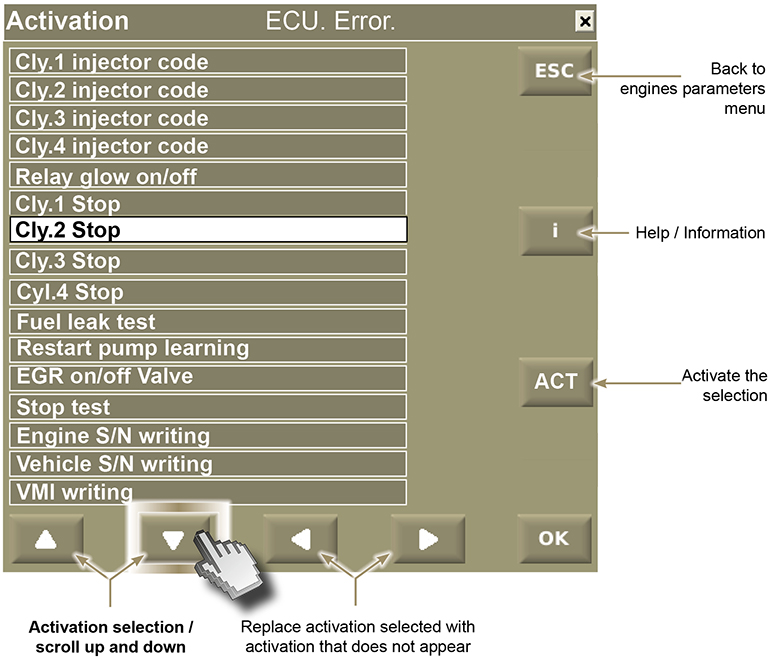 Activation ECU. Error. x
Cly.1 injector code
Cly.2 injector code
Cly.3 injector code
Cly.4 injector code
Relay glow on/off
Cly.1 Stop
Cly.2 Stop
Cly.3 Stop
Cyl.4 Stop
Fuel leak test
Restart pump learning
EGR on/off Valve
Stop test
Engine S/N writing
Vehicle S/N writing
VMI writing
ESC
Back to
engines parameters
menu
i
Help / Information
ACT
Activate the
selection
OK
Activation selection /
scroll up and down
Replace activation selected with
activation that does not appear